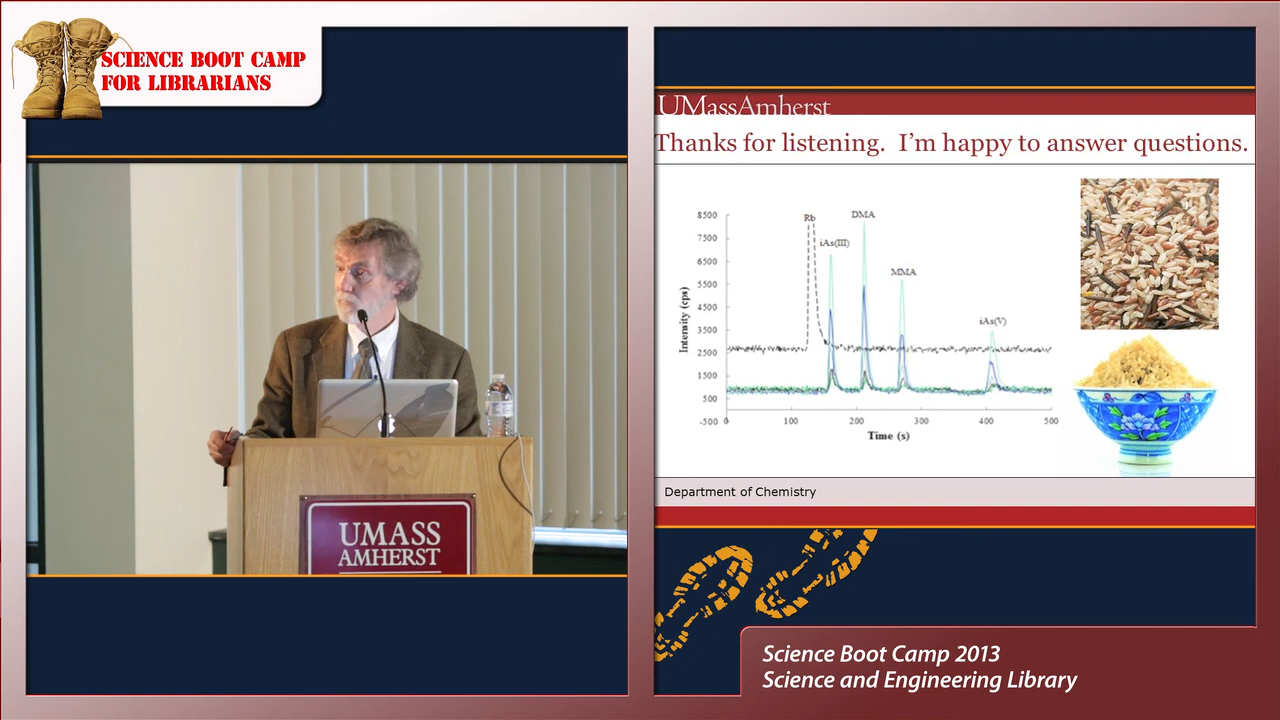 SCIENCE BOOT CAMP
FOR LIBRARIANS
UMASS
AMHERST
UMassAmherst
Thanks for listening.  I'm happy to answer questions.
8500
7500
6500
5500
4500
3500
2500
1500
500
-500
Intensity (cps)
Rb
iAs(III)
DMA
MMA
iAs(V)
0
100
200
300
400
500
Time (s)
Department of Chemistry
Science Boot Camp 2013
Science and Engineering Library